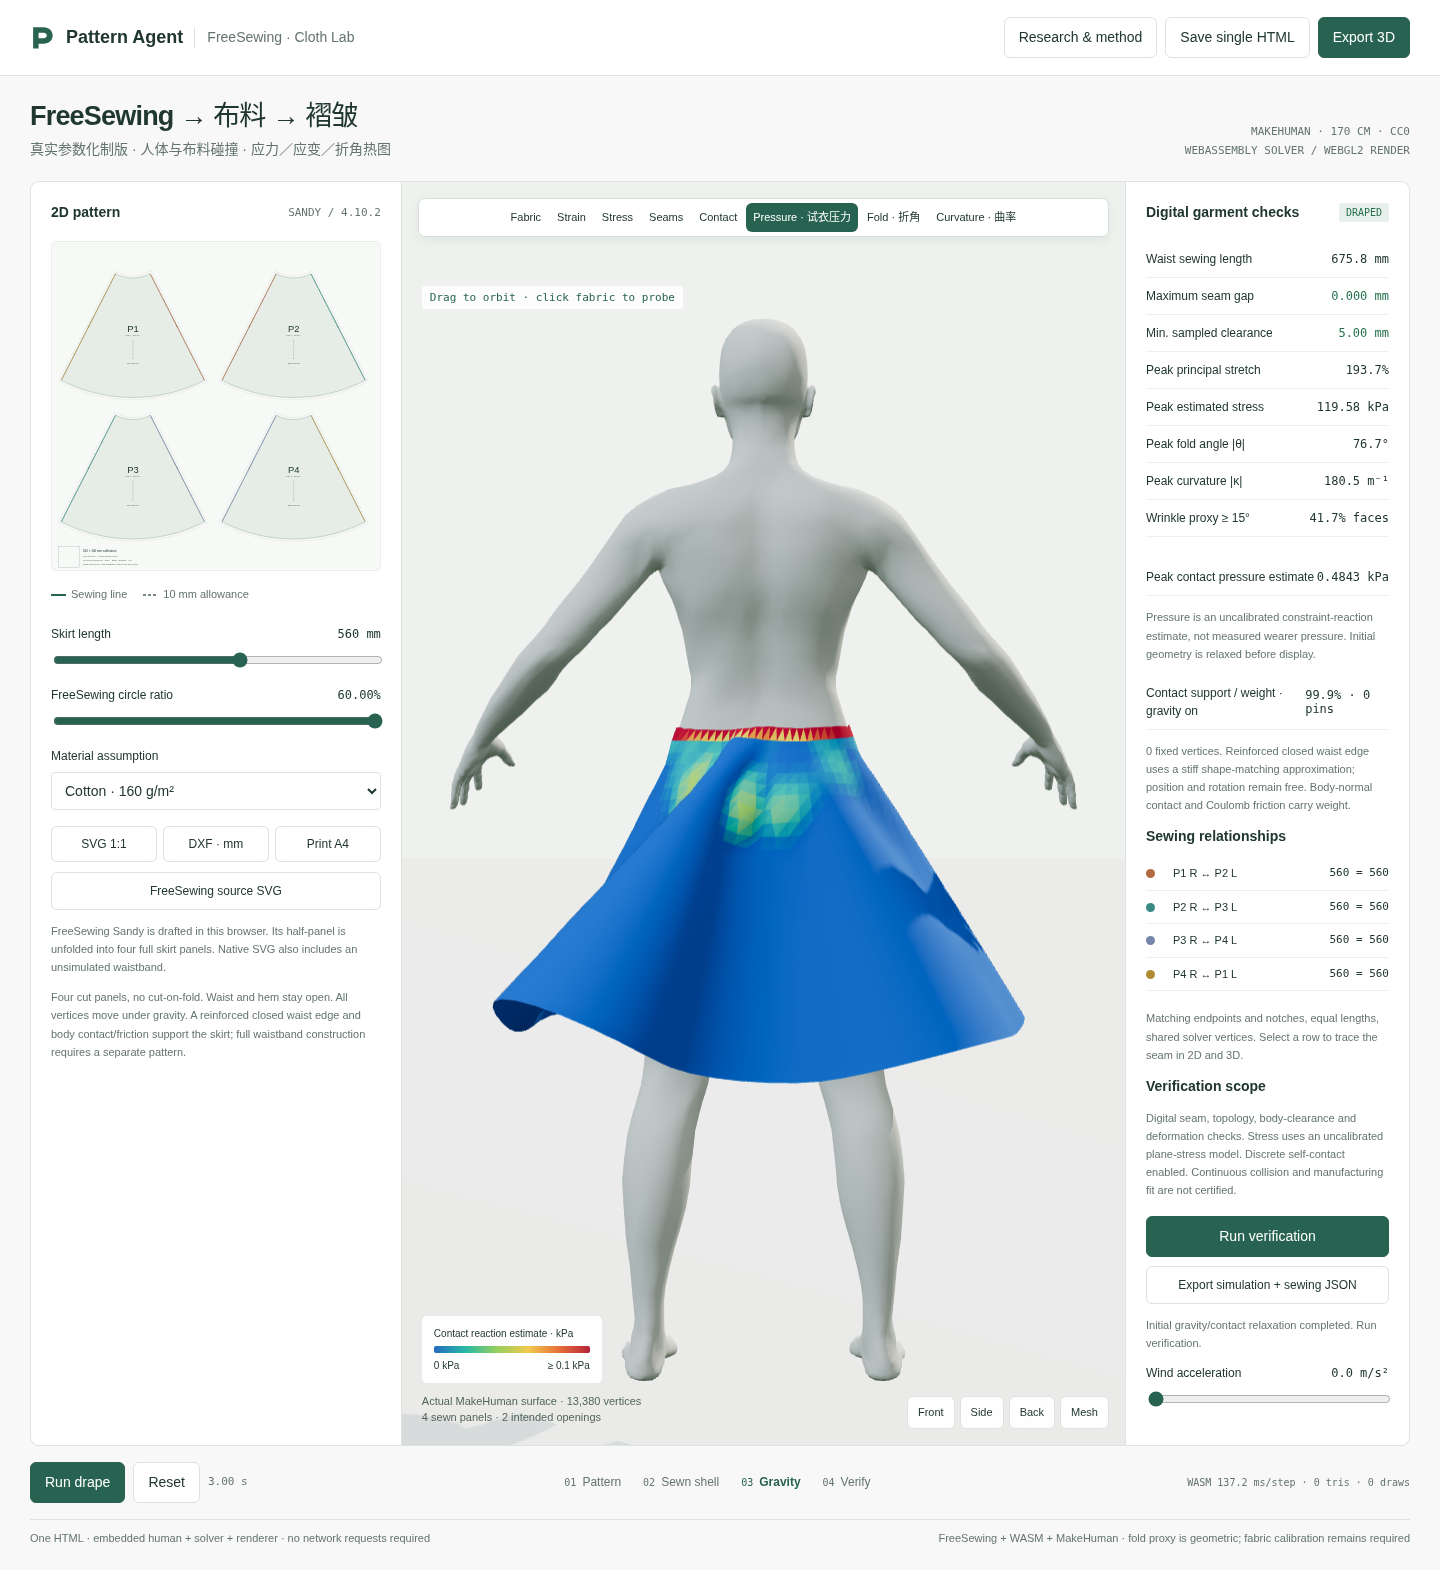 Pattern Agent
FreeSewing · Cloth Lab
Research & method
Save single HTML
Export 3D
FreeSewing → 布料 → 褶皱
真实参数化制版 · 人体与布料碰撞 · 应力／应变／折角热图
MAKEHUMAN · 170 CM · CC0
WEBASSEMBLY SOLVER / WEBGL2 RENDER
2D pattern
SANDY / 4.10.2
P1
P2
P3
P4
Sewing line
10 mm allowance
Skirt length
560 mm
FreeSewing circle ratio
60.00%
Material assumption
Cotton · 160 g/m²
SVG 1:1
DXF · mm
Print A4
FreeSewing source SVG
FreeSewing Sandy is drafted in this browser. Its half-panel is
unfolded into four full skirt panels. Native SVG also includes an
unsimulated waistband.
Four cut panels, no cut-on-fold. Waist and hem stay open. All
vertices move under gravity. A reinforced closed waist edge and
body contact/friction support the skirt; full waistband construction
requires a separate pattern.
Fabric
Strain
Stress
Seams
Contact
Pressure · 试衣压力
Fold · 折角
Curvature · 曲率
Drag to orbit · click fabric to probe
Contact reaction estimate · kPa
0 kPa
≥ 0.1 kPa
Actual MakeHuman surface · 13,380 vertices
4 sewn panels · 2 intended openings
Front
Side
Back
Mesh
Digital garment checks
DRAPED
Waist sewing length
675.8 mm
Maximum seam gap
0.000 mm
Min. sampled clearance
5.00 mm
Peak principal stretch
193.7%
Peak estimated stress
119.58 kPa
Peak fold angle |θ|
76.7°
Peak curvature |κ|
180.5 m⁻¹
Wrinkle proxy ≥ 15°
41.7% faces
Peak contact pressure estimate
0.4843 kPa
Pressure is an uncalibrated constraint-reaction
estimate, not measured wearer pressure. Initial
geometry is relaxed before display.
Contact support / weight ·
gravity on
99.9% · 0
pins
0 fixed vertices. Reinforced closed waist edge
uses a stiff shape-matching approximation;
position and rotation remain free. Body-normal
contact and Coulomb friction carry weight.
Sewing relationships
P1 R ↔ P2 L
560 = 560
P2 R ↔ P3 L
560 = 560
P3 R ↔ P4 L
560 = 560
P4 R ↔ P1 L
560 = 560
Matching endpoints and notches, equal lengths,
shared solver vertices. Select a row to trace the
seam in 2D and 3D.
Verification scope
Digital seam, topology, body-clearance and
deformation checks. Stress uses an uncalibrated
plane-stress model. Discrete self-contact
enabled. Continuous collision and manufacturing
fit are not certified.
Run verification
Export simulation + sewing JSON
Initial gravity/contact relaxation completed. Run
verification.
Wind acceleration
0.0 m/s²
Run drape
Reset
3.00 s
01 Pattern
02 Sewn shell
03 Gravity
04 Verify
WASM 137.2 ms/step · 0 tris · 0 draws
One HTML · embedded human + solver + renderer · no network requests required
FreeSewing + WASM + MakeHuman · fold proxy is geometric; fabric calibration remains required